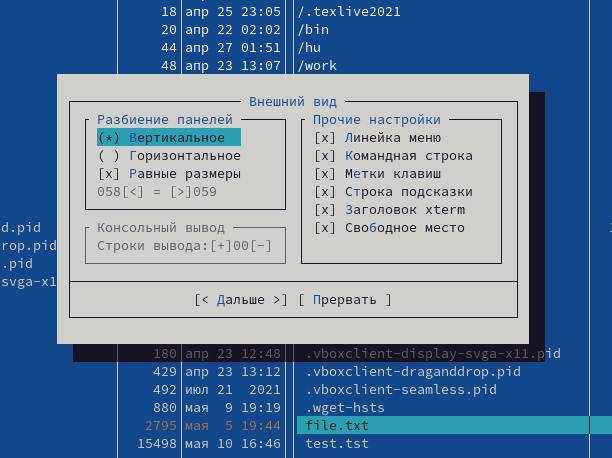 18 апр 25 23:05 /.texlive2021
20 апр 22 02:02 /bin
44 апр 27 01:51 /hu
48 апр 23 13:07 /work
Внешний вид
Разбиение панелей
(*) Вертикальное
( ) Горизонтальное
[x] Равные размеры
058[<] = [>]059
Консольный вывод
Строки вывода:[+]00[-]
Прочие настройки
[x] Линейка меню
[x] Командная строка
[x] Метки клавиш
[x] Строка подсказки
[x] Заголовок xterm
[x] Свободное место
[< Дальше >] [ Прервать ]
d.pid
rop.pid
.pid
svga-x1
180 апр 23 12:48 .vboxclient-display-svga-x11.pid
429 апр 23 13:12 .vboxclient-draganddrop.pid
492 июл 21 2021 .vboxclient-seamless.pid
880 мая 9 19:19 .wget-hsts
2795 мая 5 19:44 file.txt
15498 мая 10 16:46 test.tst